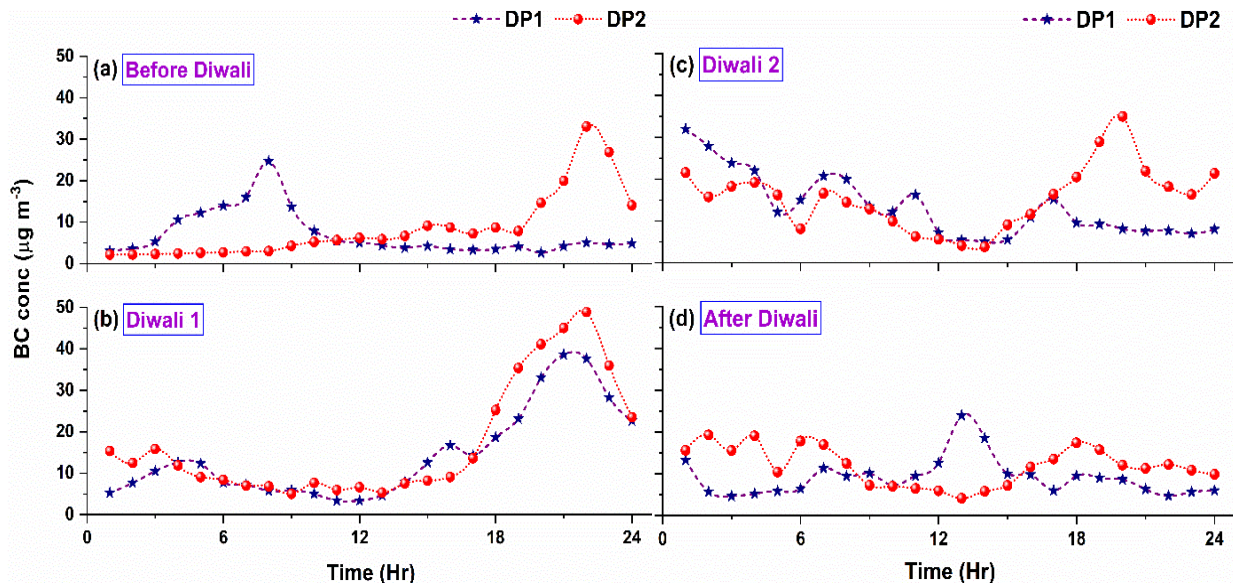 DP1 DP2
DP1 DP2
(a) Before Diwali
50
40
30
20
10
0
(c) Diwali 2
(b) Diwali 1
50
40
30
20
10
0
(d) After Diwali
BC conc (μg m⁻³)
0 6 12 18 24
0 6 12 18 24
Time (Hr)
Time (Hr)